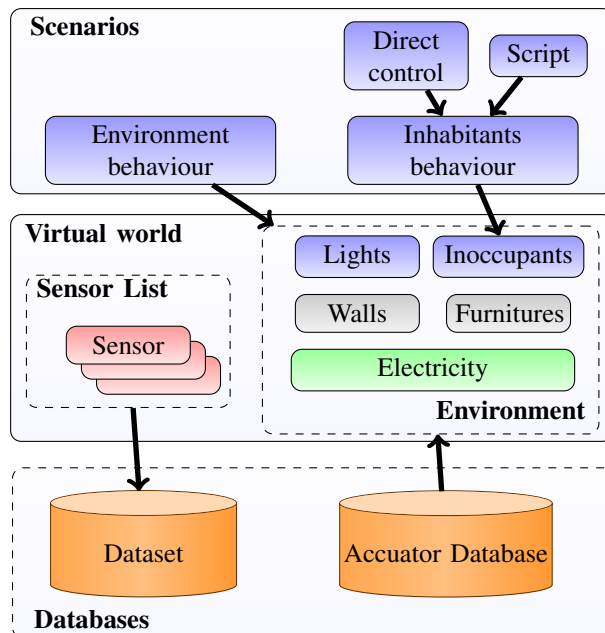 Scenarios
Direct
control
Script
Environment
behaviour
Inhabitants
behaviour
Virtual world
Sensor List
Sensor
Lights
Inoccupants
Walls
Furnitures
Electricity
Environment
Dataset
Accuator Database
Databases